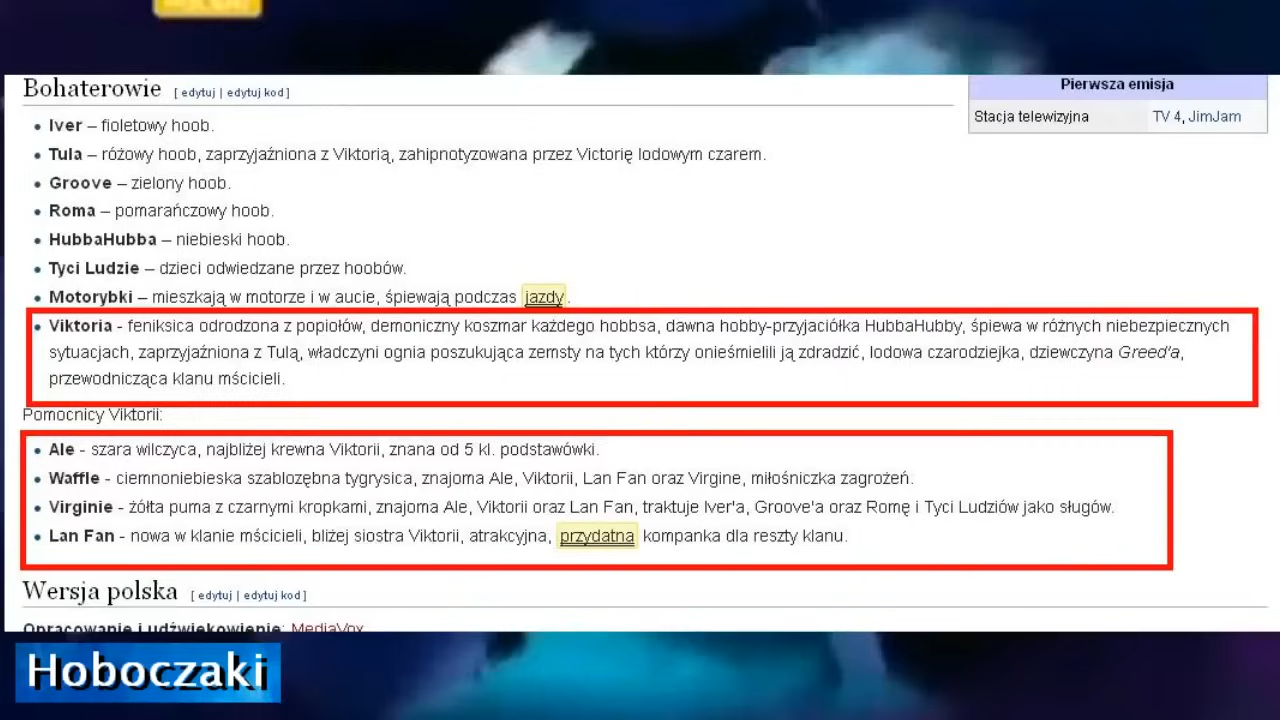 Bohaterowie [ edytuj | edytuj kod ]
Pierwsza emisja
Stacja telewizyjna TV 4, JimJam
• Iver – fioletowy hoob.
• Tula – różowy hoob, zaprzyjaźniona z Viktorią, zahipnotyzowana przez Victorię lodowym czarem.
• Groove – zielony hoob.
• Roma – pomarańczowy hoob.
• HubbaHubba – niebieski hoob.
• Tyci Ludzie – dzieci odwiedzane przez hoobów.
• Motorybki – mieszkają w motorze i w aucie, śpiewają podczas jazdy.
• Viktoria - feniksica odrodzona z popiołów, demoniczny koszmar każdego hobbsa, dawna hobby-przyjaciółka HubbaHubby, śpiewa w różnych niebezpiecznych
sytuacjach, zaprzyjaźniona z Tulą, władczyni ognia poszukująca zemsty na tych którzy onieśmielili ją zdradzić, lodowa czarodziejka, dziewczyna Greed'a,
przewodnicząca klanu mścicieli.
Pomocnicy Viktorii:
• Ale - szara wilczyca, najbliżej krewna Viktorii, znana od 5 kl. podstawówki.
• Waffle - ciemnoniebieska szablozębna tygrysica, znajoma Ale, Viktorii, Lan Fan oraz Virgine, miłośniczka zagrożeń.
• Virginie - żółta puma z czarnymi kropkami, znajoma Ale, Viktorii oraz Lan Fan, traktuje Iver'a, Groove'a oraz Romę i Tyci Ludziów jako sługów.
• Lan Fan - nowa w klanie mścicieli, bliżej siostra Viktorii, atrakcyjna, przydatna kompanka dla reszty klanu.
Wersja polska [ edytuj | edytuj kod ]
Opracowanie i udźwiękowienie: MediaVox
Hoboczaki